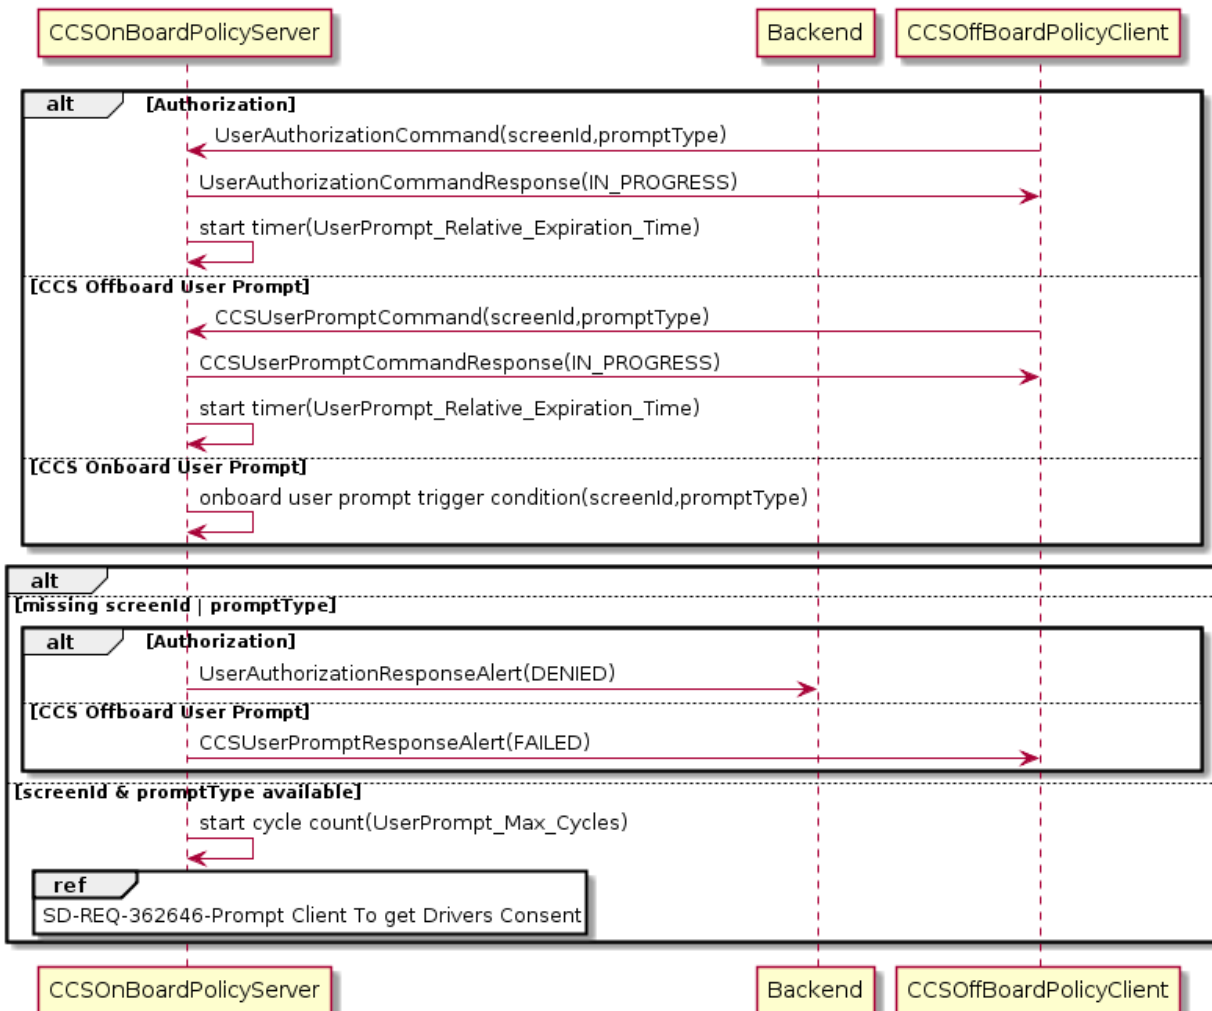 CCSOnBoardPolicyServer
Backend
CCSOffBoardPolicyClient
alt
[Authorization]
UserAuthorizationCommand(screenId,promptType)
UserAuthorizationCommandResponse(IN_PROGRESS)
start timer(UserPrompt_Relative_Expiration_Time)
[CCS Offboard User Prompt]
CCSUserPromptCommand(screenId,promptType)
CCSUserPromptCommandResponse(IN_PROGRESS)
start timer(UserPrompt_Relative_Expiration_Time)
[CCS Onboard User Prompt]
onboard user prompt trigger condition(screenId,promptType)
alt
[missing screenId | promptType]
alt
[Authorization]
UserAuthorizationResponseAlert(DENIED)
[CCS Offboard User Prompt]
CCSUserPromptResponseAlert(FAILED)
[screenId & promptType available]
start cycle count(UserPrompt_Max_Cycles)
ref
SD-REQ-362646-Prompt Client To get Drivers Consent
CCSOnBoardPolicyServer
Backend
CCSOffBoardPolicyClient